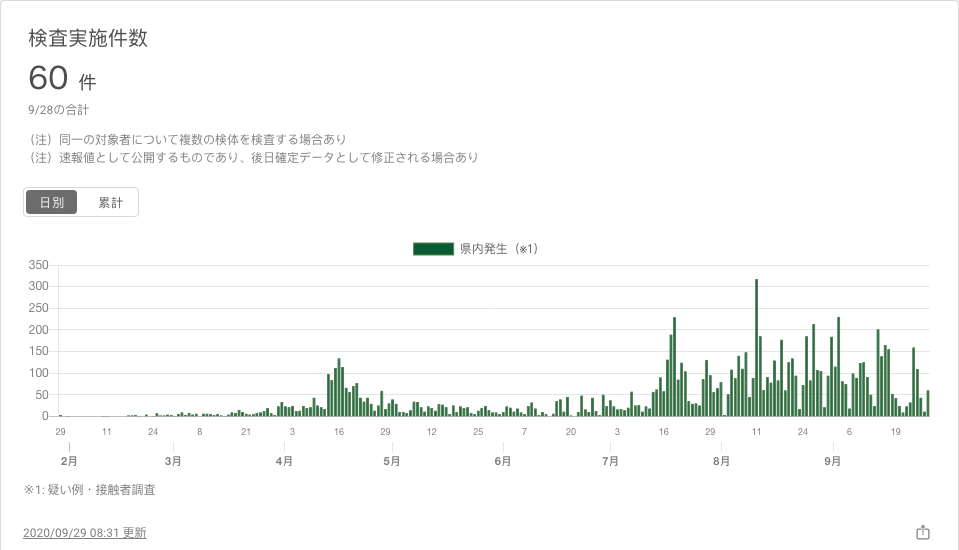 検査実施件数
60 件
9/28の合計
（注）同一の対象者について複数の検体を検査する場合あり
（注）速報値として公開するものであり、後日確定データとして修正される場合あり
日別 累計
県内発生（※1）
350
300
250
200
150
100
50
0
29 11 24 8 21 3 16 29 12 25 7 20 3 16 29 11 24 6 19
2月 3月 4月 5月 6月 7月 8月 9月
※1: 疑い例・接触者調査
2020/09/29 08:31 更新